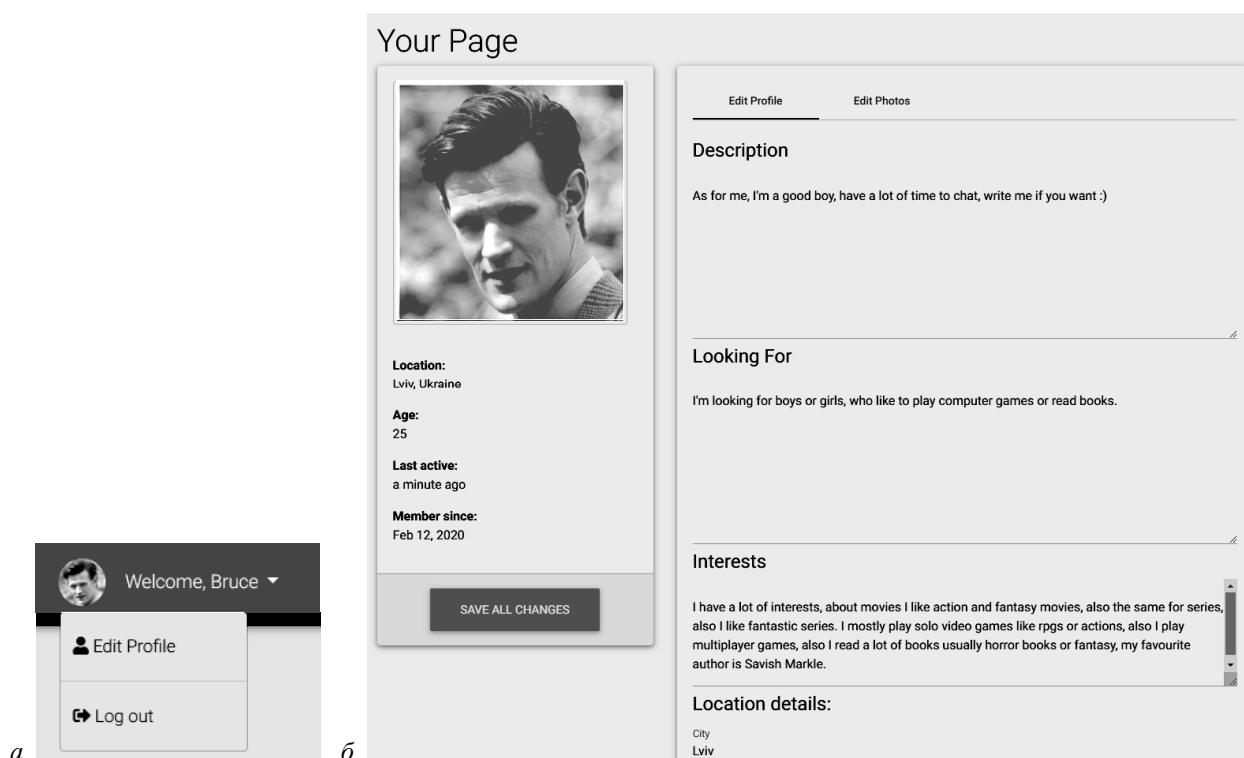 Your Page
Edit Profile Edit Photos
Description
As for me, I'm a good boy, have a lot of time to chat, write me if you want :)
Looking For
I'm looking for boys or girls, who like to play computer games or read books.
Interests
I have a lot of interests, about movies I like action and fantasy movies, also the same for series,
also I like fantastic series. I mostly play solo video games like rpgs or actions, also I play
multiplayer games, also I read a lot of books usually horror books or fantasy, my favourite
author is Savish Markle.
Location details:
City
Lviv
Location:
Lviv, Ukraine
Age:
25
Last active:
a minute ago
Member since:
Feb 12, 2020
SAVE ALL CHANGES
Welcome, Bruce
Edit Profile
Log out
а
б